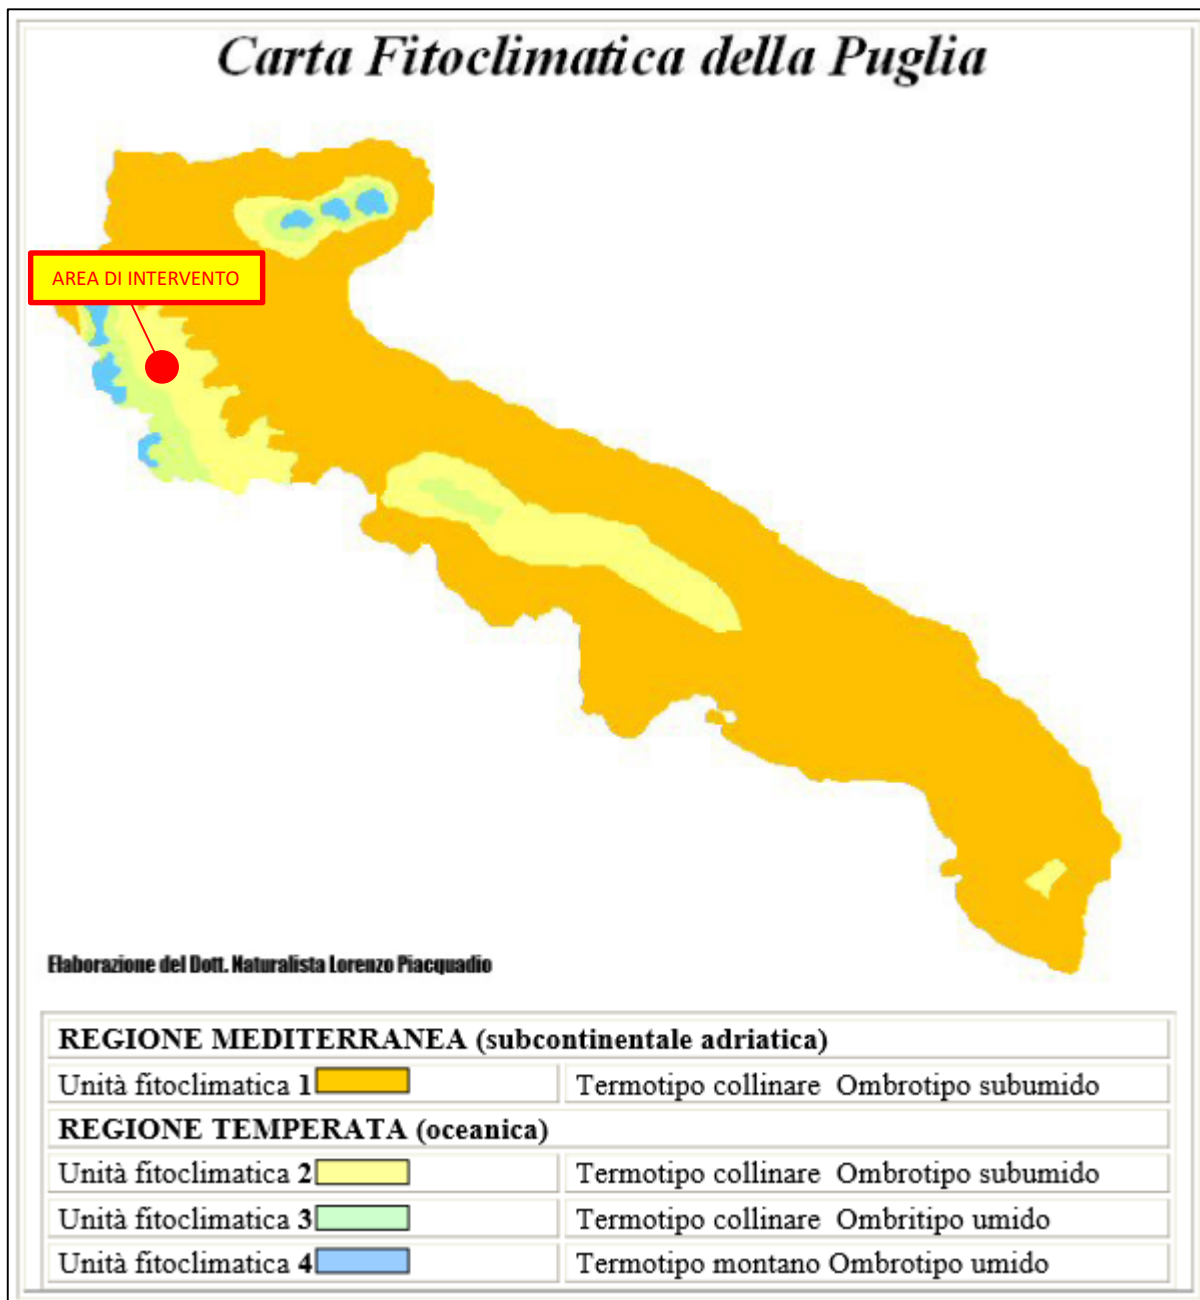 Carta Fitoclimatica della Puglia
AREA DI INTERVENTO
Elaborazione del Dott. Naturalista Lorenzo Piacquadio
REGIONE MEDITERRANEA (subcontinentale adriatica)
Unità fitoclimatica 1 Termotipo collinare Ombrotipo subumido
REGIONE TEMPERATA (oceanica)
Unità fitoclimatica 2 Termotipo collinare Ombrotipo subumido
Unità fitoclimatica 3 Termotipo collinare Ombritipo umido
Unità fitoclimatica 4 Termotipo montano Ombrotipo umido